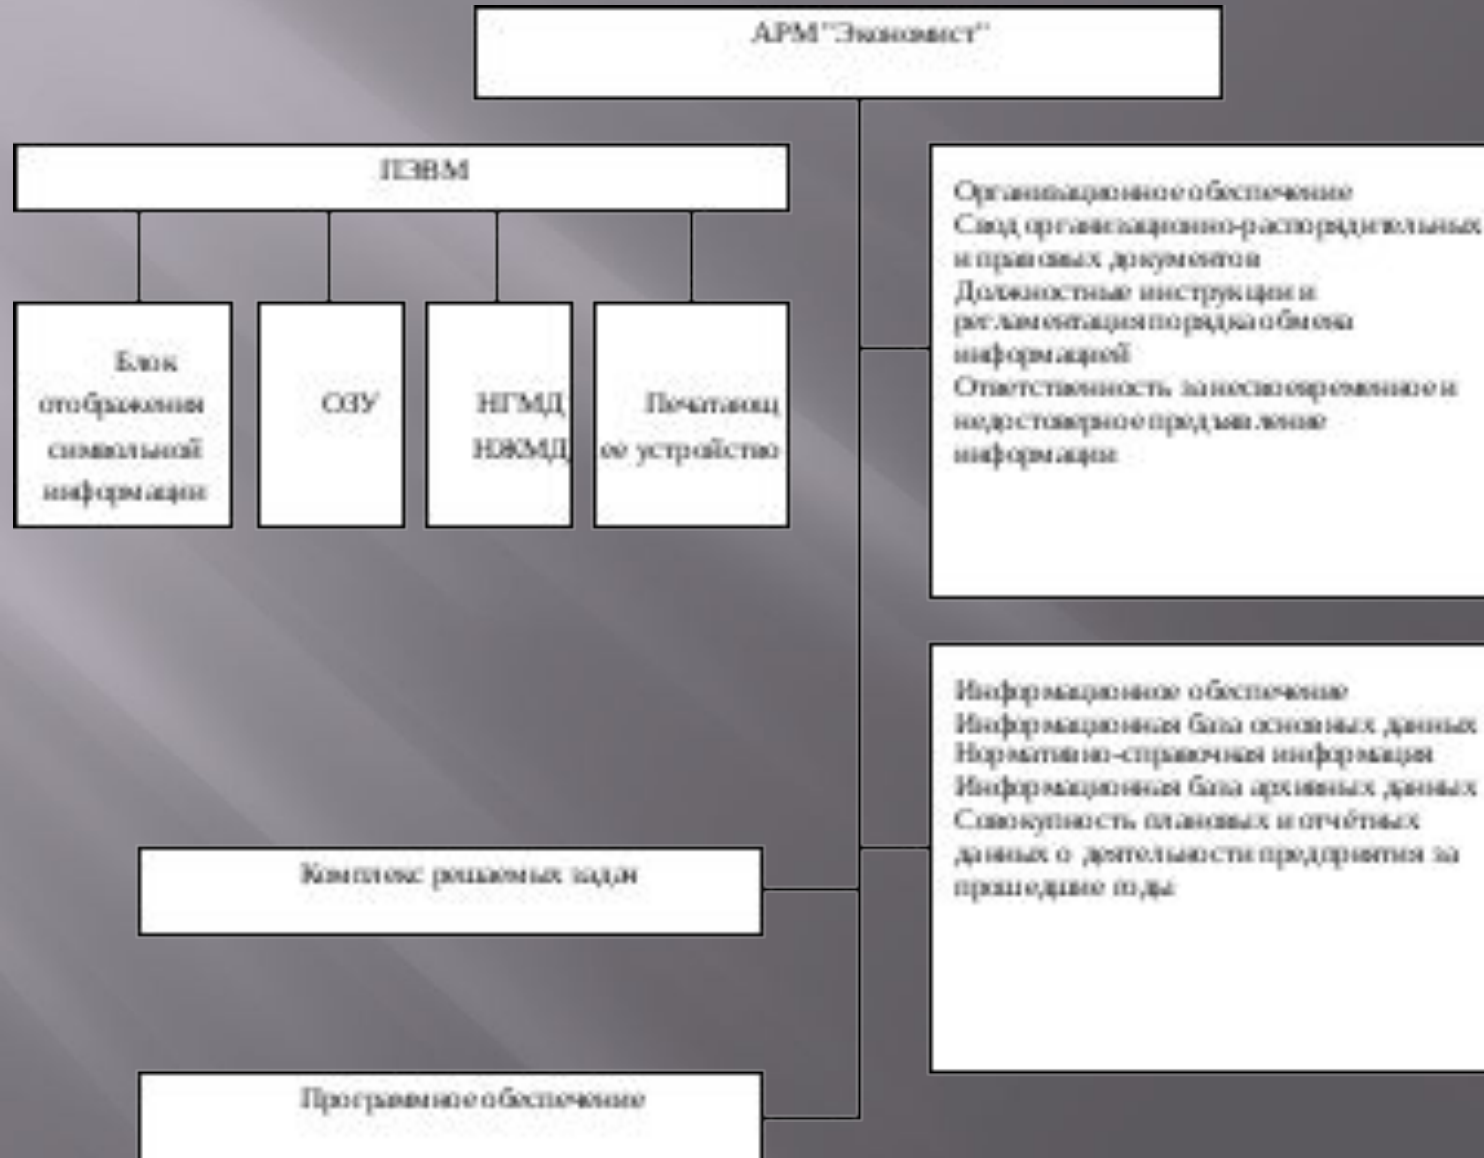 АРМ "Экономист"
ПЭВМ
Блок
отображения
символьной
информации
ОЗУ
НГМД
НЖМД
Печатающ
ее устройство
Организационное обеспечение
Свод организационно-распорядительных
и правовых документов
Должностные инструкции и
регламентация порядка обмена
информацией
Ответственность за несвоевременное и
недостоверное предъявление
информации
Информационное обеспечение
Информационная база основных данных
Нормативно-справочная информация
Информационная база архивных данных
Совокупность плановых и отчётных
данных о деятельности предприятия за
прошедшие годы
Комплекс решаемых задач
Программное обеспечение